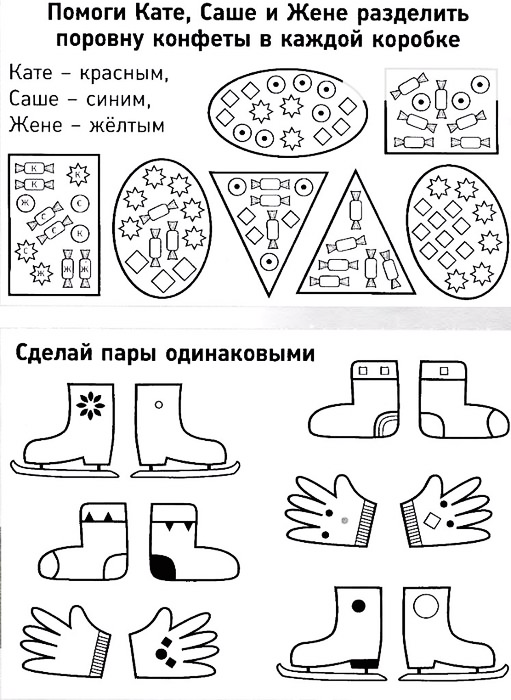 Помоги Кате, Саше и Жене разделить
поровну конфеты в каждой коробке
Кате – красным,
Саше – синим,
Жене – жёлтым
К
К К
Ж С
С
С К
С
Ж Ж Ж
Сделай пары одинаковыми